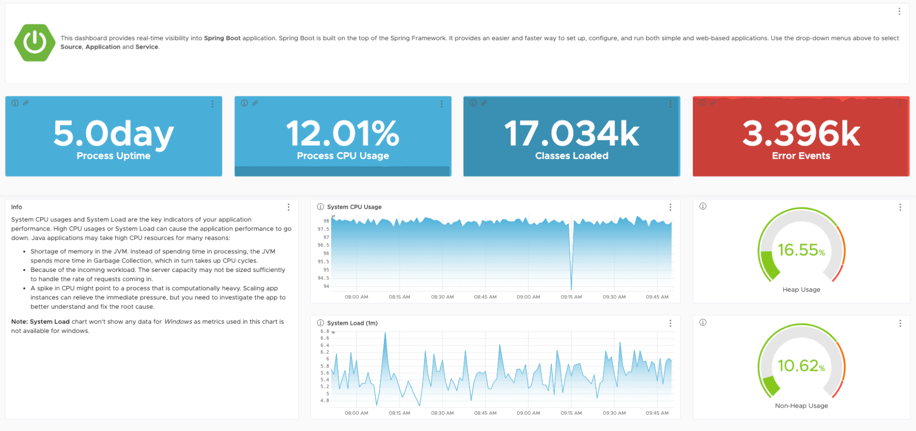 This dashboard provides real-time visibility into Spring Boot application. Spring Boot is built on the top of the Spring Framework. It provides an easier and faster way to set up, configure, and run both simple and web-based applications. Use the drop-down menus above to select
Source, Application and Service.
5.0day
Process Uptime
12.01%
Process CPU Usage
17.034k
Classes Loaded
3.396k
Error Events
Info
System CPU usages and System Load are the key indicators of your application
performance. High CPU usages or System Load can cause the application performance to go
down. Java applications may take high CPU resources for many reasons:
• Shortage of memory in the JVM. Instead of spending time in processing, the JVM
spends more time in Garbage Collection, which in turn takes up CPU cycles.
• Because of the incoming workload. The server capacity may not be sized sufficiently
to handle the rate of requests coming in.
• A spike in CPU might point to a process that is computationally heavy. Scaling app
instances can relieve the immediate pressure, but you need to investigate the app to
better understand and fix the root cause.
Note: System Load chart won't show any data for Windows as metrics used in this chart is
not available for windows.
System CPU Usage
98
97.5
97
96.5
96
95.5
95
94.5
94
08:00 AM 08:15 AM 08:30 AM 08:45 AM 09:00 AM 09:15 AM 09:30 AM 09:45 AM
System Load (1m)
6.8
6.6
6.4
6.2
6
5.8
5.6
5.4
5.2
5
4.8
08:00 AM 08:15 AM 08:30 AM 08:45 AM 09:00 AM 09:15 AM 09:30 AM 09:45 AM
16.55%
Heap Usage
10.62%
Non-Heap Usage